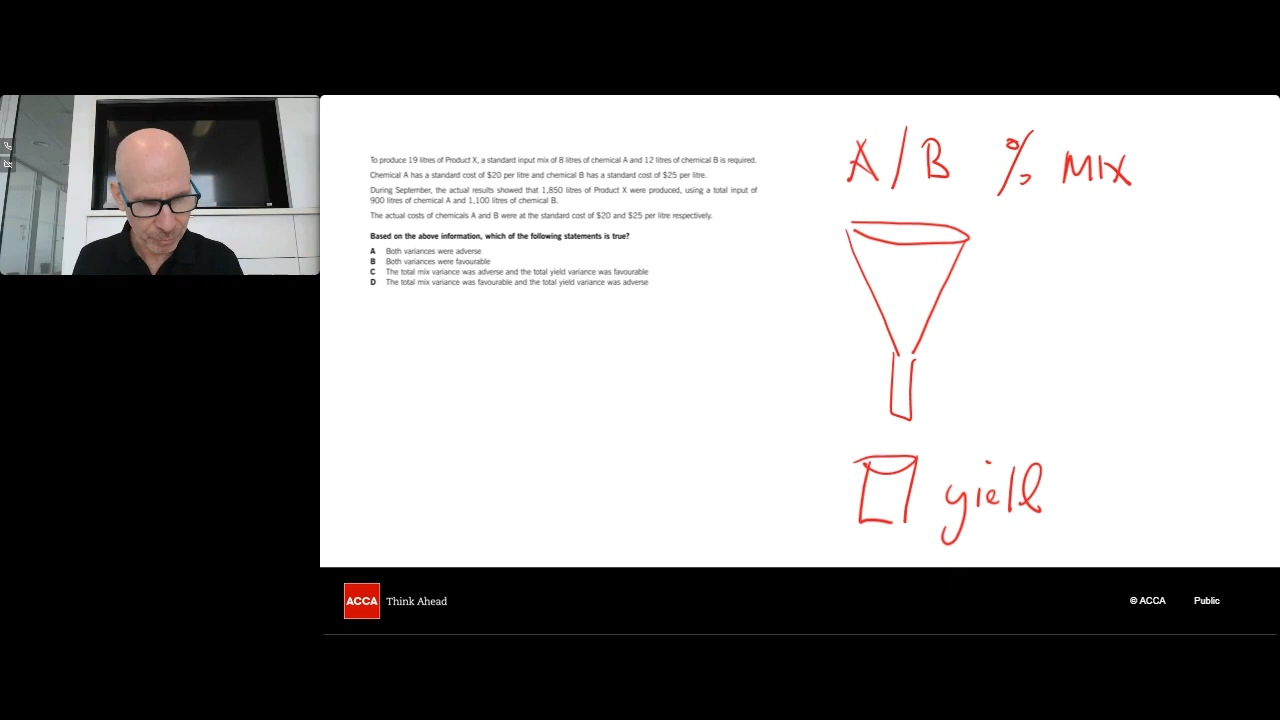 To produce 19 litres of Product X, a standard input mix of 8 litres of chemical A and 12 litres of chemical B is required.
Chemical A has a standard cost of $20 per litre and chemical B has a standard cost of $25 per litre.
During September, the actual results showed that 1,850 litres of Product X were produced, using a total input of
900 litres of chemical A and 1,100 litres of chemical B.
The actual costs of chemicals A and B were at the standard cost of $20 and $25 per litre respectively.
Based on the above information, which of the following statements is true?
A Both variances were adverse
B Both variances were favourable
C The total mix variance was adverse and the total yield variance was favourable
D The total mix variance was favourable and the total yield variance was adverse
A/B % MIX
yield
ACCA Think Ahead
© ACCA Public